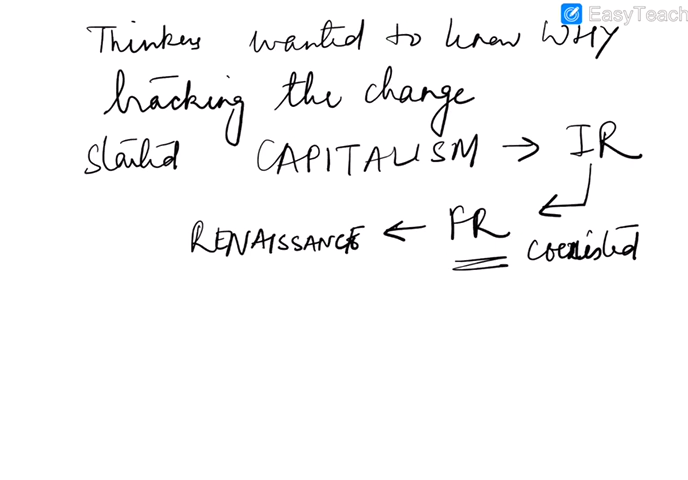 EasyTeach
Thinkers wanted to know WHY
tracking the change
started CAPITALISM → IR
RENAISSANCE ← FR coexisted